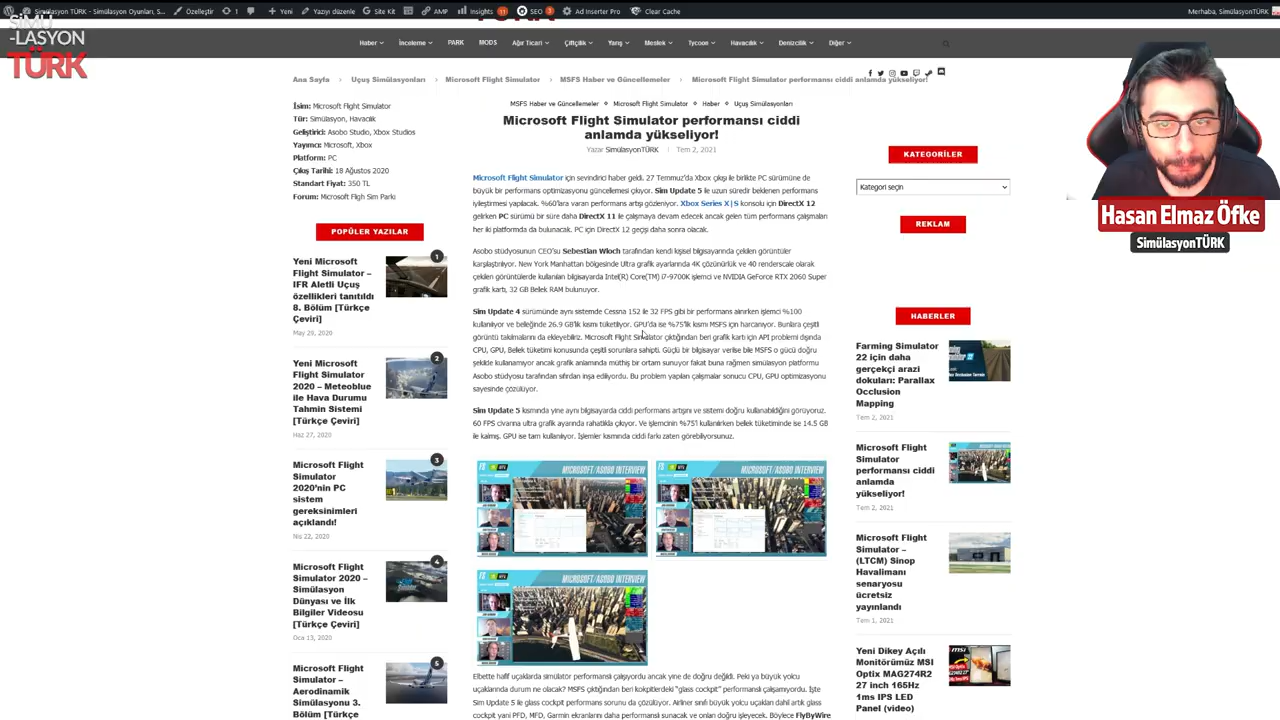 Simülasyon TÜRK – Simülasyon Oyunları, S...
Özelleştir
1
Yeni
Yazıyı düzenle
Site Kit
AMP
Insights
11
SEO
3
Ad Inserter Pro
Clear Cache
Merhaba, SimülasyonTÜRK
SİMÜ
-LASYON
TÜRK
Haber
İnceleme
PARK
MODS
Ağır Ticari
Çiftçilik
Yarış
Meslek
Tycoon
Havacılık
Denizcilik
Diğer
Ana Sayfa > Uçuş Simülasyonları > Microsoft Flight Simulator > MSFS Haber ve Güncellemeler > Microsoft Flight Simulator performansı ciddi anlamda yükseliyor!
İsim: Microsoft Flight Simulator
Tür: Simülasyon, Havacılık
Geliştirici: Asobo Studio, Xbox Studios
Yayımcı: Microsoft, Xbox
Platform: PC
Çıkış Tarihi: 18 Ağustos 2020
Standart Fiyat: 350 TL
Forum: Microsoft Fligh Sim Parkı
POPÜLER YAZILAR
Yeni Microsoft
Flight Simulator –
IFR Aletli Uçuş
özellikleri tanıtıldı
8. Bölüm [Türkçe
Çeviri]
May 29, 2020
1
Yeni Microsoft
Flight Simulator
2020 – Meteoblue
ile Hava Durumu
Tahmin Sistemi
[Türkçe Çeviri]
Haz 27, 2020
2
Microsoft Flight
Simulator
2020'nin PC
sistem
gereksinimleri
açıklandı!
Nis 22, 2020
3
Microsoft Flight
Simulator 2020 –
Simülasyon
Dünyası ve İlk
Bilgiler Videosu
[Türkçe Çeviri]
Oca 13, 2020
4
Microsoft Flight
Simulator –
Aerodinamik
Simülasyonu 3.
Bölüm [Türkçe
5
MSFS Haber ve Güncellemeler ◇ Microsoft Flight Simulator ◇ Haber ◇ Uçuş Simülasyonları
Microsoft Flight Simulator performansı ciddi
anlamda yükseliyor!
Yazar SimülasyonTÜRK | Tem 2, 2021
Microsoft Flight Simulator için sevindirici haber geldi. 27 Temmuz'da Xbox çıkışı ile birlikte PC sürümüne de
büyük bir performans optimizasyonu güncellemesi çıkıyor. Sim Update 5 ile uzun süredir beklenen performans
iyileştirmesi yapılacak. %60'lara varan performans artışı gözleniyor. Xbox Series X|S konsolu için DirectX 12
gelirken PC sürümü bir süre daha DirectX 11 ile çalışmaya devam edecek ancak gelen tüm performans çalışmaları
her iki platformda da bulunacak. PC için DirectX 12 geçişi daha sonra olacak.
Asobo stüdyosunun CEO'su Sebestian Wloch tarafından kendi kişisel bilgisayarında çekilen görüntüler
karşılaştırılıyor. New York Manhattan bölgesinde Ultra grafik ayarlarında 4K çözünürlük ve 40 renderscale olarak
çekilen görüntülerde kullanılan bilgisayarda Intel(R) Core(TM) i7-9700K işlemci ve NVIDIA GeForce RTX 2060 Super
grafik kartı, 32 GB Bellek RAM bulunuyor.
Sim Update 4 sürümünde aynı sistemde Cessna 152 ile 32 FPS gibi bir performans alınırken işlemci %100
kullanılıyor ve belleğinde 26.9 GB'lık kısmı tüketiliyor. GPU'da ise %75'lik kısmı MSFS için harcanıyor. Bunlara çeşitli
görüntü takılmalarını da ekleyebiliriz. Microsoft Flight Simulator çıktığından beri grafik kartı için API problemi dışında
CPU, GPU, Bellek tüketimi konusunda çeşitli sorunlara sahipti. Güçlü bir bilgisayar verilse bile MSFS o gücü doğru
şekilde kullanamıyor ancak grafik anlamında müthiş bir ortam sunuyor fakat buna rağmen simülasyon platformu
Asobo stüdyosu tarafından sıfırdan inşa ediliyordu. Bu problem yapılan çalışmalar sonucu CPU, GPU optimizasyonu
sayesinde çözülüyor.
Sim Update 5 kısmında yine aynı bilgisayarda ciddi performans artışını ve sistemi doğru kullanabildiğini görüyoruz.
60 FPS civarına ultra grafik ayarında rahatlıkla çıkıyor. Ve işlemcinin %75'i kullanılırken bellek tüketiminde ise 14.5 GB
ile kalmış. GPU ise tam kullanılıyor. İşlemler kısmında ciddi farkı zaten görebiliyorsunuz.
MICROSOFT/ASOBO INTERVIEW
MICROSOFT/ASOBO INTERVIEW
MICROSOFT/ASOBO INTERVIEW
Elbette hafif uçaklarda simulator performanslı çalışıyordu ancak yine de doğru değildi. Peki ya büyük yolcu
uçaklarında durum ne olacak? MSFS çıktığından beri kokpitlerdeki "glass cockpit" performanslı çalışamıyordu. İşte
Sim Update 5 ile glass cockpit performans sorunu da çözülüyor. Airliner sınıfı büyük yolcu uçakları dahil artık glass
cockpit yani PFD, MFD, Garmin ekranlarını daha performanslı sunacak ve onları doğru işleyecek. Böylece FlyByWire
KATEGORİLER
Kategori seçin
REKLAM
HABERLER
Farming Simulator
22 için daha
gerçekçi arazi
dokuları: Parallax
Occlusion
Mapping
Tem 2, 2021
Microsoft Flight
Simulator
performansı ciddi
anlamda
yükseliyor!
Tem 2, 2021
Microsoft Flight
Simulator –
(LTCM) Sinop
Havalimanı
senaryosu
ücretsiz
yayınlandı
Tem 1, 2021
Yeni Dikey Açılı
Monitörümüz MSI
Optix MAG274R2
27 inch 165Hz
1ms IPS LED
Panel (video)
Hasan Elmaz Öfke
SimülasyonTÜRK